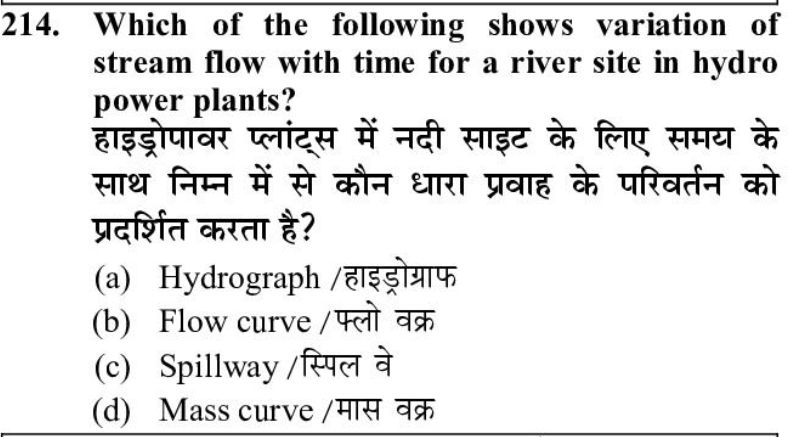 214. Which of the following shows variation of
stream flow with time for a river site in hydro
power plants?
हाइड्रोपावर प्लांट्स में नदी साइट के लिए समय के
साथ निम्न में से कौन धारा प्रवाह के परिवर्तन को
प्रदर्शित करता है?
(a) Hydrograph /हाइड्रोग्राफ
(b) Flow curve /फ्लो वक्र
(c) Spillway /स्पिल वे
(d) Mass curve /मास वक्र